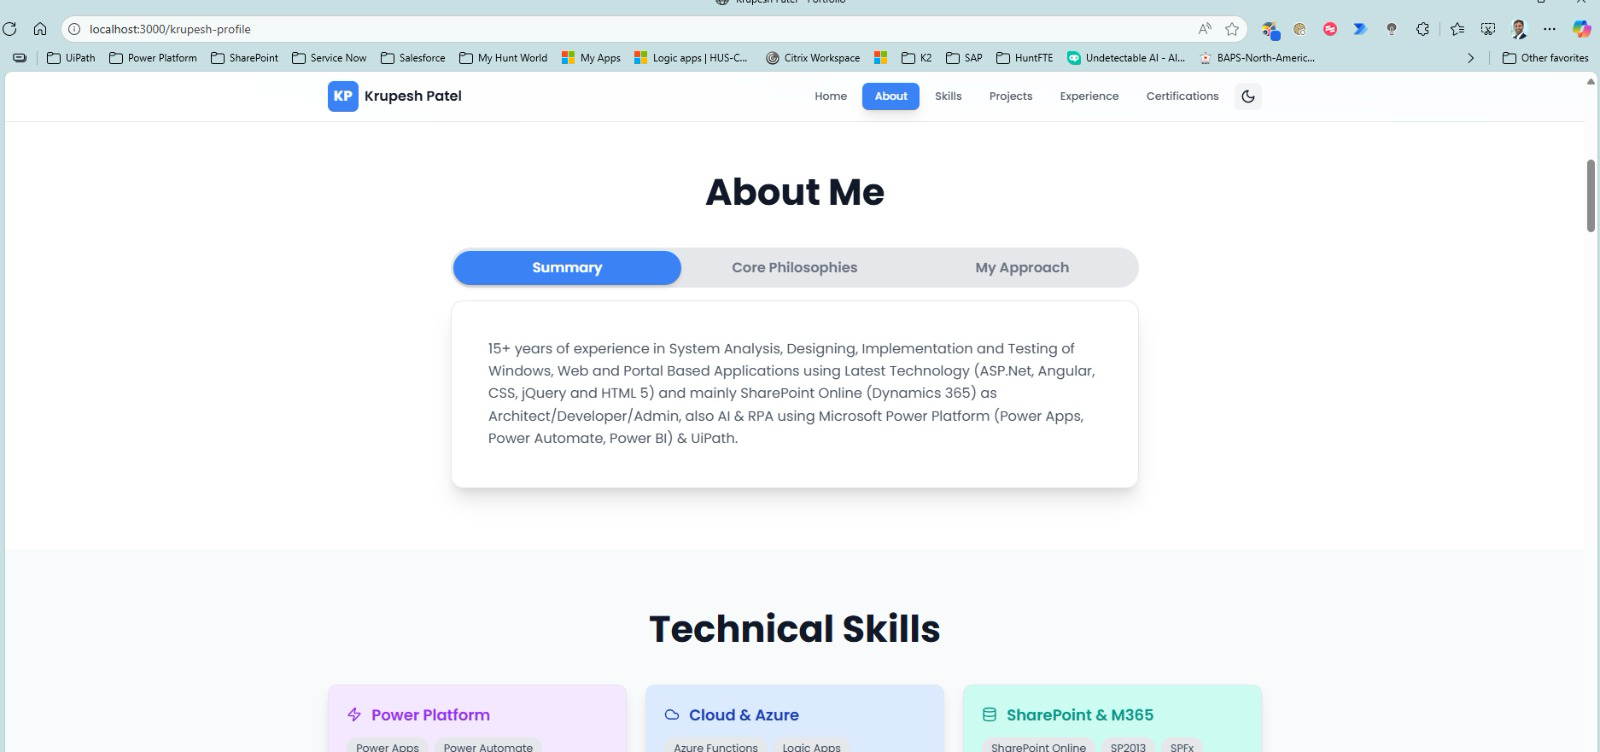 localhost:3000/krupesh-profile
UiPath Power Platform SharePoint Service Now Salesforce My Hunt World My Apps Logic apps | HUS-C... Citrix Workspace K2 SAP HuntFTE Undetectable AI - AI... BAPS-North-Americ... Other favorites
KP Krupesh Patel Home About Skills Projects Experience Certifications
About Me
Summary Core Philosophies My Approach
15+ years of experience in System Analysis, Designing, Implementation and Testing of
Windows, Web and Portal Based Applications using Latest Technology (ASP.Net, Angular,
CSS, jQuery and HTML 5) and mainly SharePoint Online (Dynamics 365) as
Architect/Developer/Admin, also AI & RPA using Microsoft Power Platform (Power Apps,
Power Automate, Power BI) & UiPath.
Technical Skills
Power Platform Cloud & Azure SharePoint & M365
Power Apps Power Automate Azure Functions Logic Apps SharePoint Online SP2013 SPFx